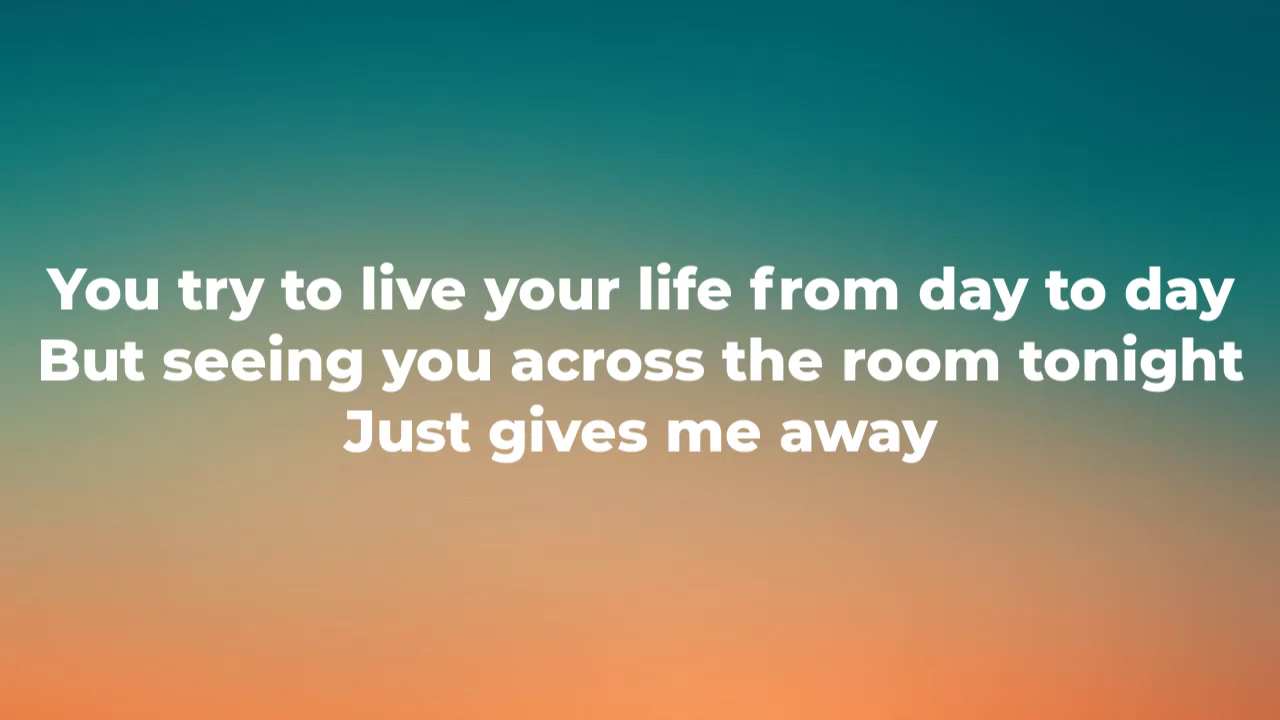 You try to live your life from day to day
But seeing you across the room tonight
Just gives me away